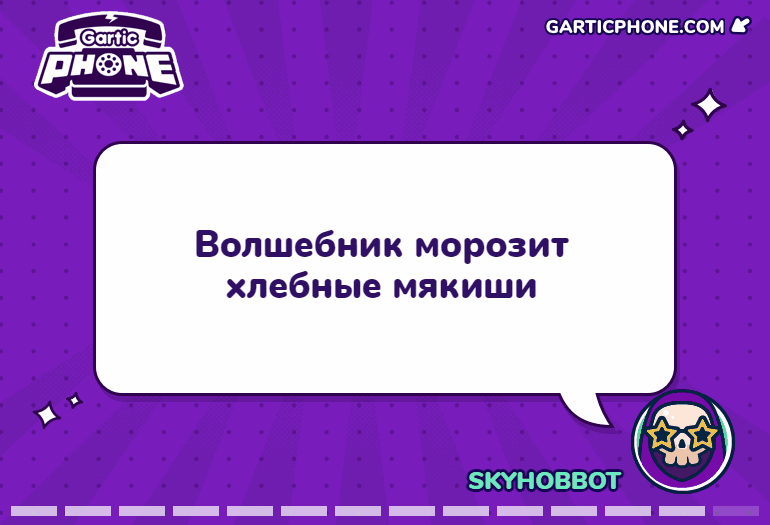 Gartic
PHONE
GARTICPHONE.COM
Волшебник морозит
хлебные мякиши
SKYHOBBOT